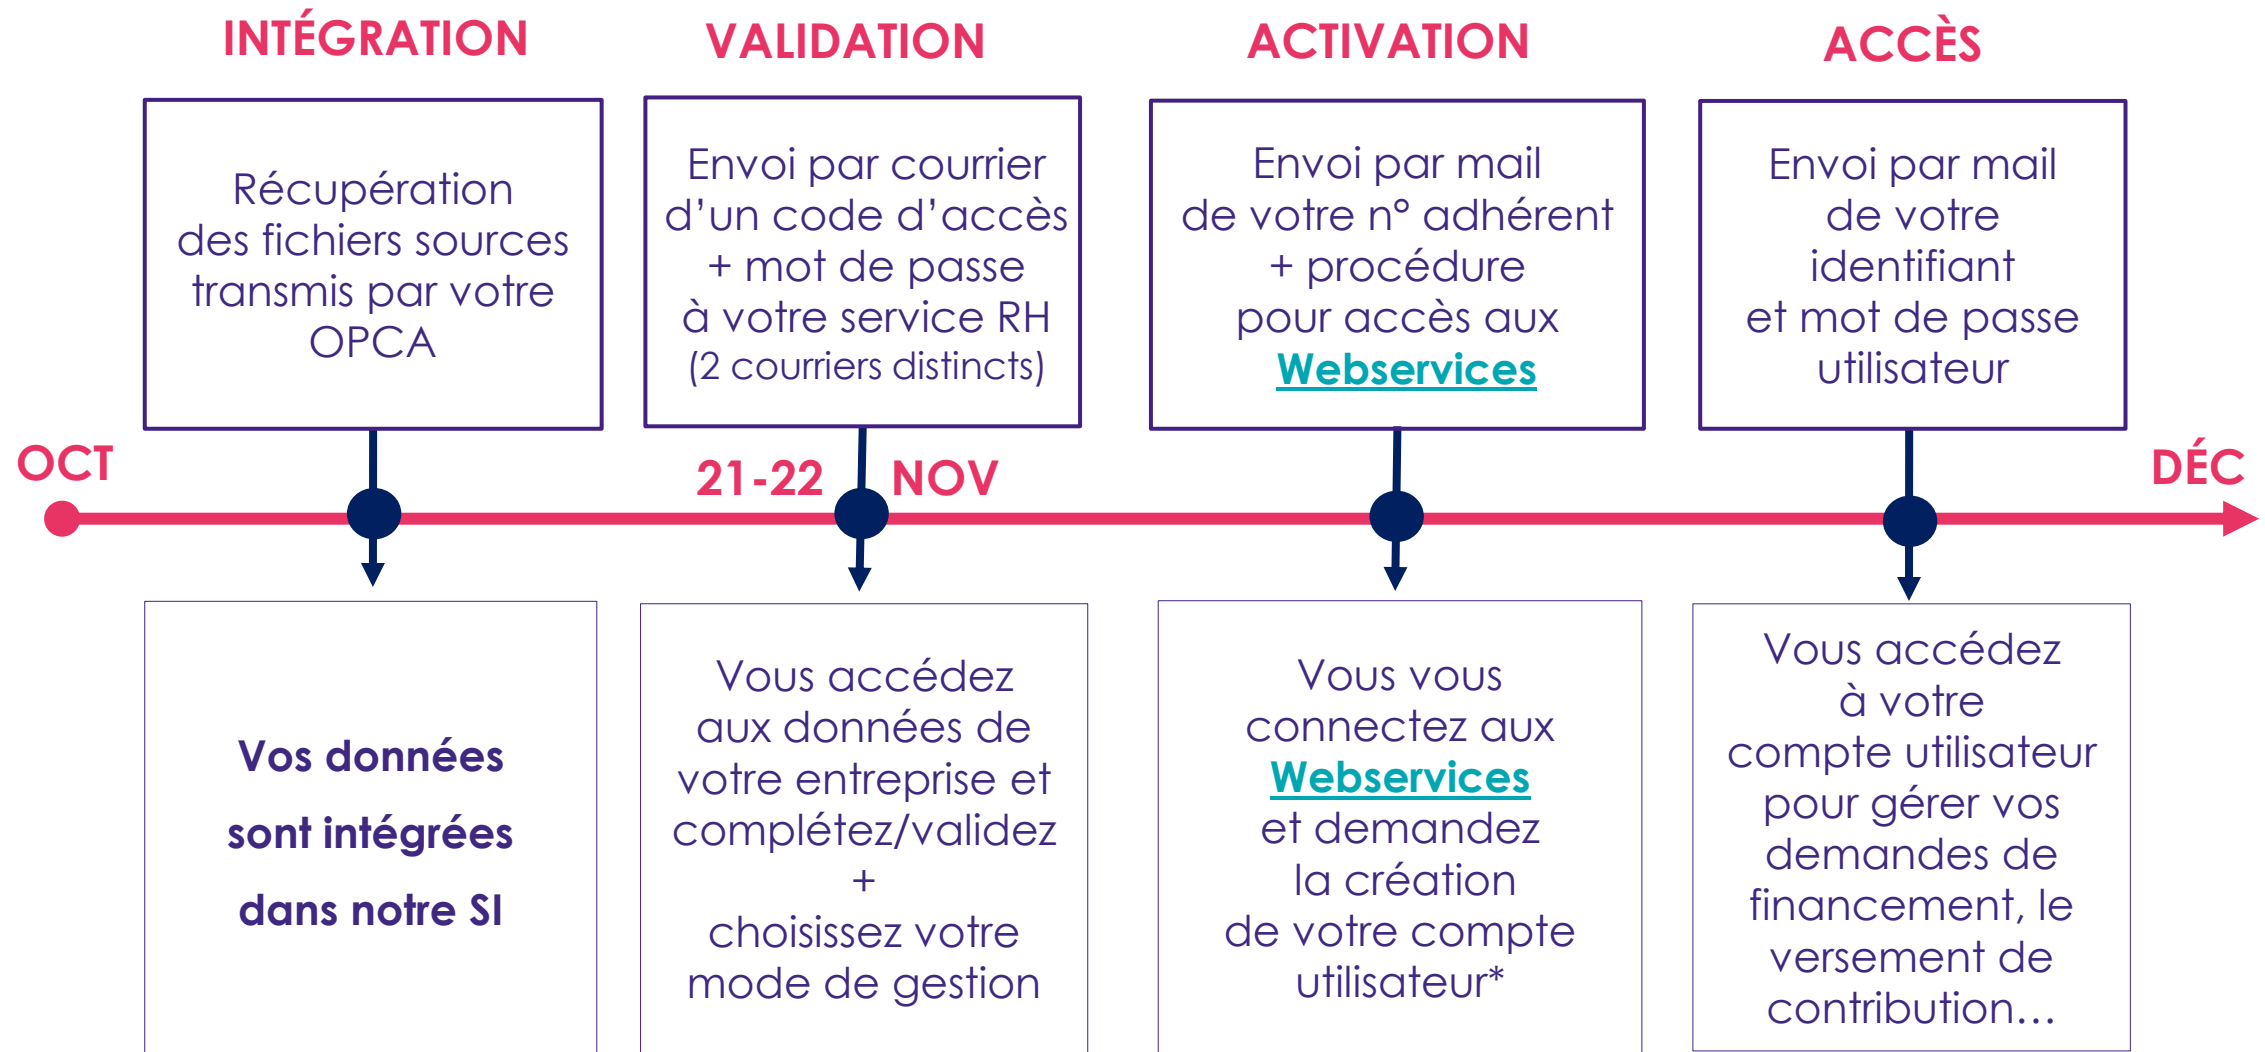 INTÉGRATION
Récupération
des fichiers sources
transmis par votre
OPCA
VALIDATION
Envoi par courrier
d’un code d’accès
+ mot de passe
à votre service RH
(2 courriers distincts)
ACTIVATION
Envoi par mail
de votre n° adhérent
+ procédure
pour accès aux
Webservices
ACCÈS
Envoi par mail
de votre
identifiant
et mot de passe
utilisateur
OCT
21-22 NOV
DÉC
Vos données
sont intégrées
dans notre SI
Vous accédez
aux données de
votre entreprise et
complétez/validez
+
choisissez votre
mode de gestion
Vous vous
connectez aux
Webservices
et demandez
la création
de votre compte
utilisateur*
Vous accédez
à votre
compte utilisateur
pour gérer vos
demandes de
financement, le
versement de
contribution…